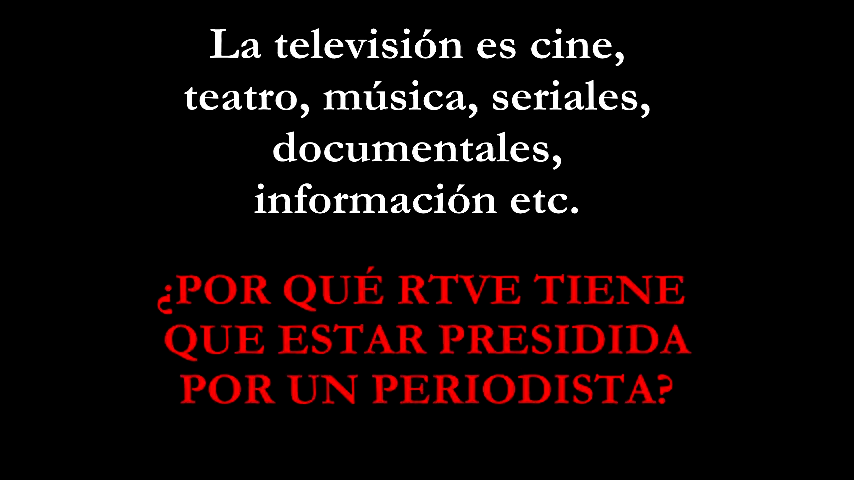 La televisión es cine,
teatro, música, seriales,
documentales,
información etc.
¿POR QUÉ RTVE TIENE
QUE ESTAR PRESIDIDA
POR UN PERIODISTA?